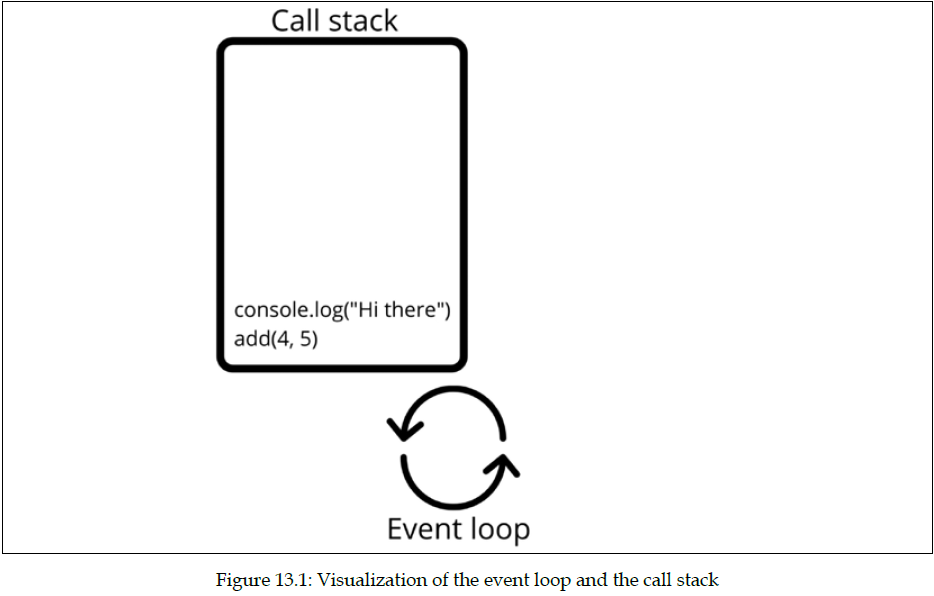 Call stack
console.log("Hi there")
add(4, 5)
Event loop
Figure 13.1: Visualization of the event loop and the call stack